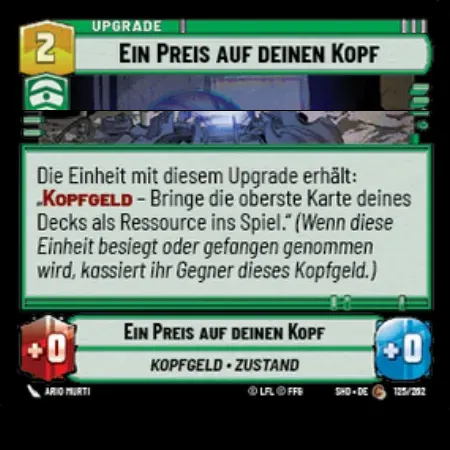 UPGRADE
2
EIN PREIS AUF DEINEN KOPF
Die Einheit mit diesem Upgrade erhält:
„KOPFGELD – Bringe die oberste Karte deines
Decks als Ressource ins Spiel.“ (Wenn diese
Einheit besiegt oder gefangen genommen
wird, kassiert ihr Gegner dieses Kopfgeld.)
+0
EIN PREIS AUF DEINEN KOPF
+0
KOPFGELD • ZUSTAND
ARIO MURTI
© LFL © FFG
SHD • DE
125/262